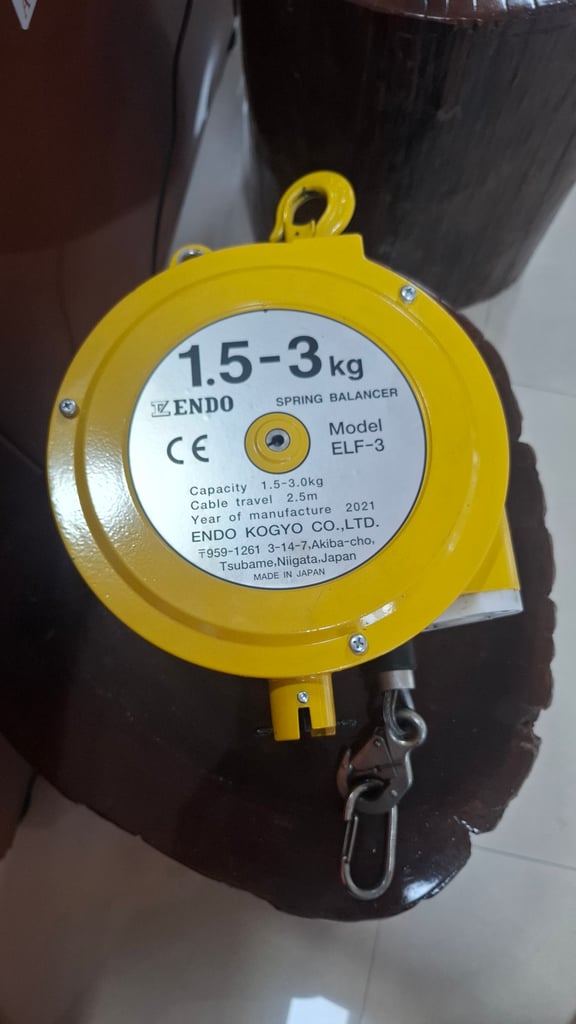 1.5-3kg
ENDO
SPRING BALANCER
CE
Model
ELF-3
Capacity 1.5-3.0kg
Cable travel 2.5m
Year of manufacture 2021
ENDO KOGYO CO.,LTD.
〒959-1261 3-14-7,Akiba-cho,
Tsubame,Niigata,Japan
MADE IN JAPAN